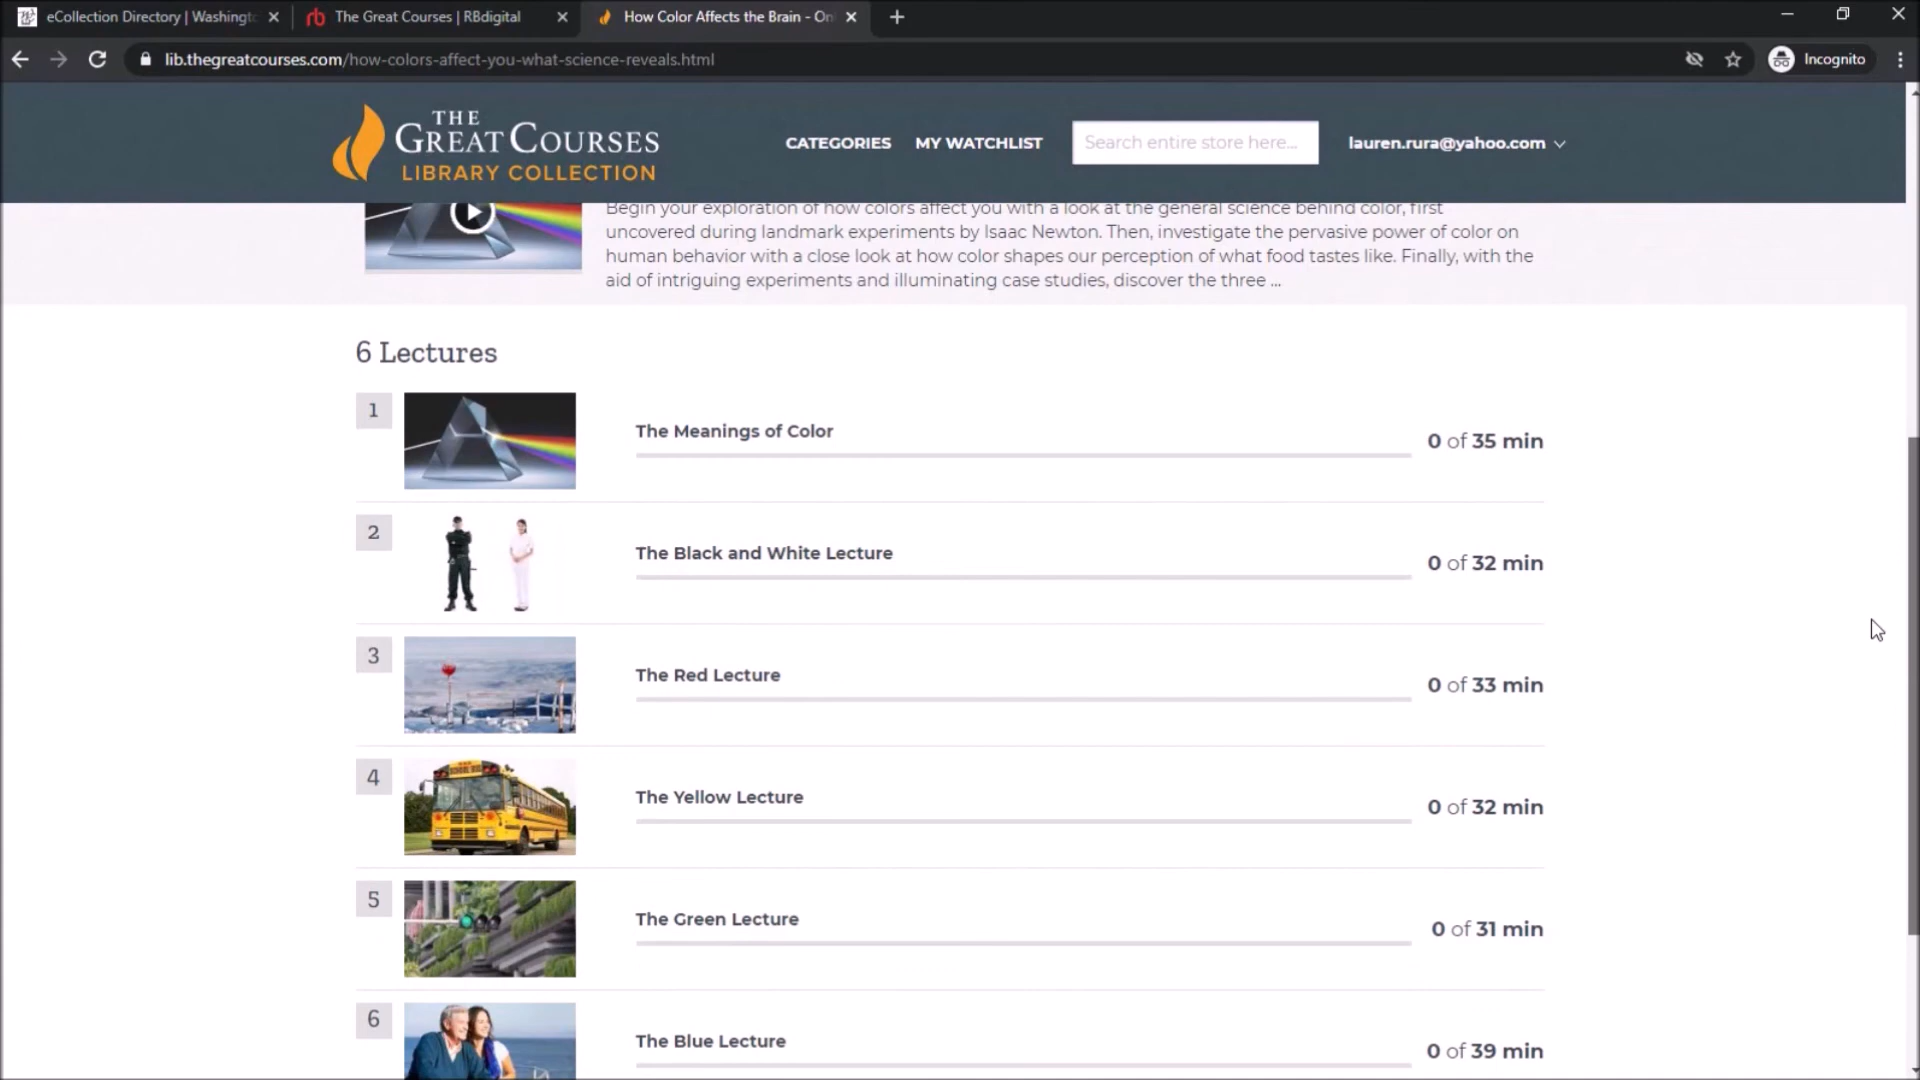 eCollection Directory | Washingt
The Great Courses | RBdigital
How Color Affects the Brain - On
lib.thegreatcourses.com/how-colors-affect-you-what-science-reveals.html
Incognito
THE
GREAT COURSES
LIBRARY COLLECTION
CATEGORIES
MY WATCHLIST
Search entire store here...
lauren.rura@yahoo.com
Begin your exploration of how colors affect you with a look at the general science behind color, first
uncovered during landmark experiments by Isaac Newton. Then, investigate the pervasive power of color on
human behavior with a close look at how color shapes our perception of what food tastes like. Finally, with the
aid of intriguing experiments and illuminating case studies, discover the three ...
6 Lectures
1
The Meanings of Color
0 of 35 min
2
The Black and White Lecture
0 of 32 min
3
The Red Lecture
0 of 33 min
4
SCHOOL BUS
The Yellow Lecture
0 of 32 min
5
The Green Lecture
0 of 31 min
6
The Blue Lecture
0 of 39 min